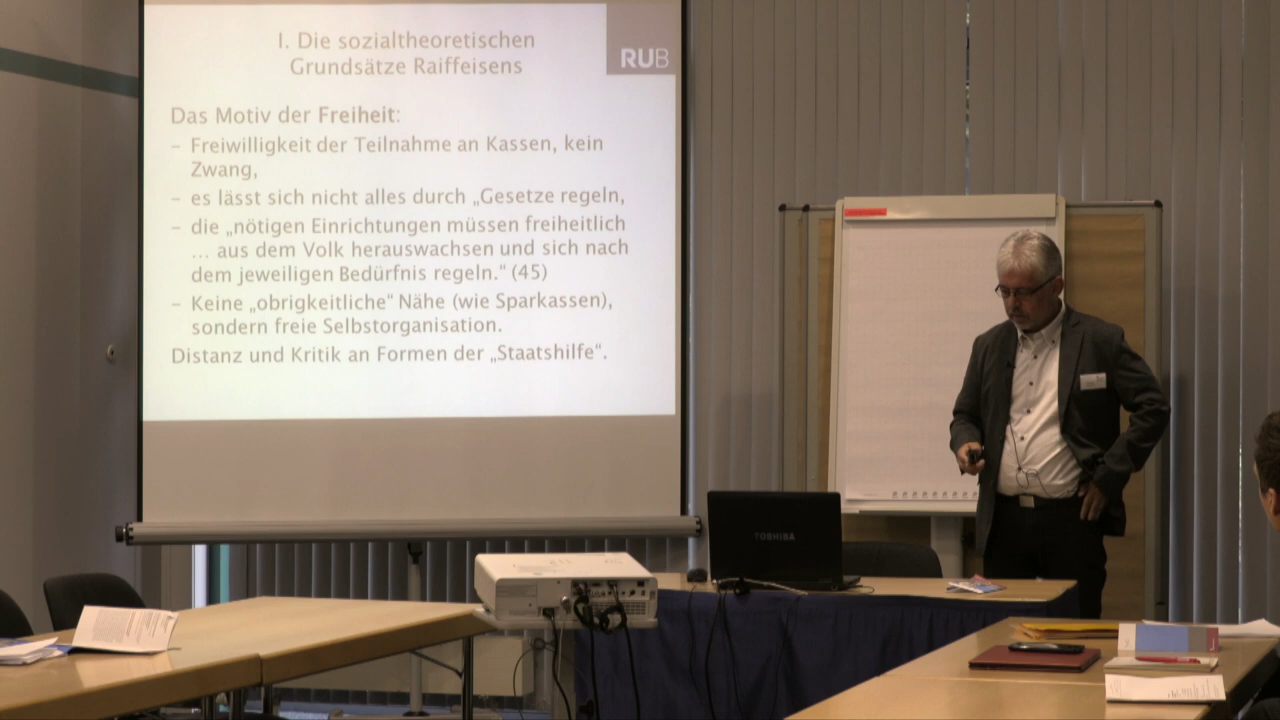 I. Die sozialtheoretischen
Grundsätze Raiffeisens
RUB
Das Motiv der Freiheit:
– Freiwilligkeit der Teilnahme an Kassen, kein
Zwang,
– es lässt sich nicht alles durch „Gesetze regeln,
– die „nötigen Einrichtungen müssen freiheitlich
... aus dem Volk herauswachsen und sich nach
dem jeweiligen Bedürfnis regeln.“ (45)
– Keine „obrigkeitliche“ Nähe (wie Sparkassen),
sondern freie Selbstorganisation.
Distanz und Kritik an Formen der „Staatshilfe“.
TOSHIBA